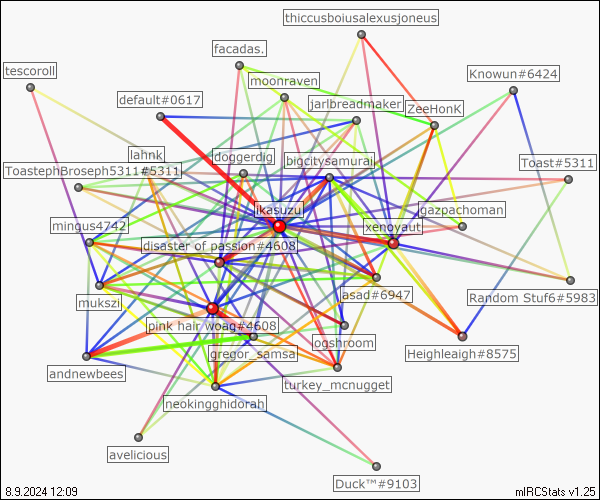 thiccusboiusalexusjoneus
facadas.
tescoroll
moonraven
Knowun#6424
default#0617
jarlbreadmaker
ZeeHonK
lahnk
doggerdig
bigcitysamurai
ToastephBroseph5311#5311
Toast#5311
ikasuzu
gazpachoman
mingus4742
xenoyaut
disaster of passion#4608
mukszi
asad#6947
Random Stuf6#5983
pink hair woag#4608
logshroom
gregor_samsa
Heighleaigh#8575
andnewbees
turkey_mcnugget
neokingghidorah
avelicious
Duck™#9103
8.9.2024 12:09
mIRCStats v1.25